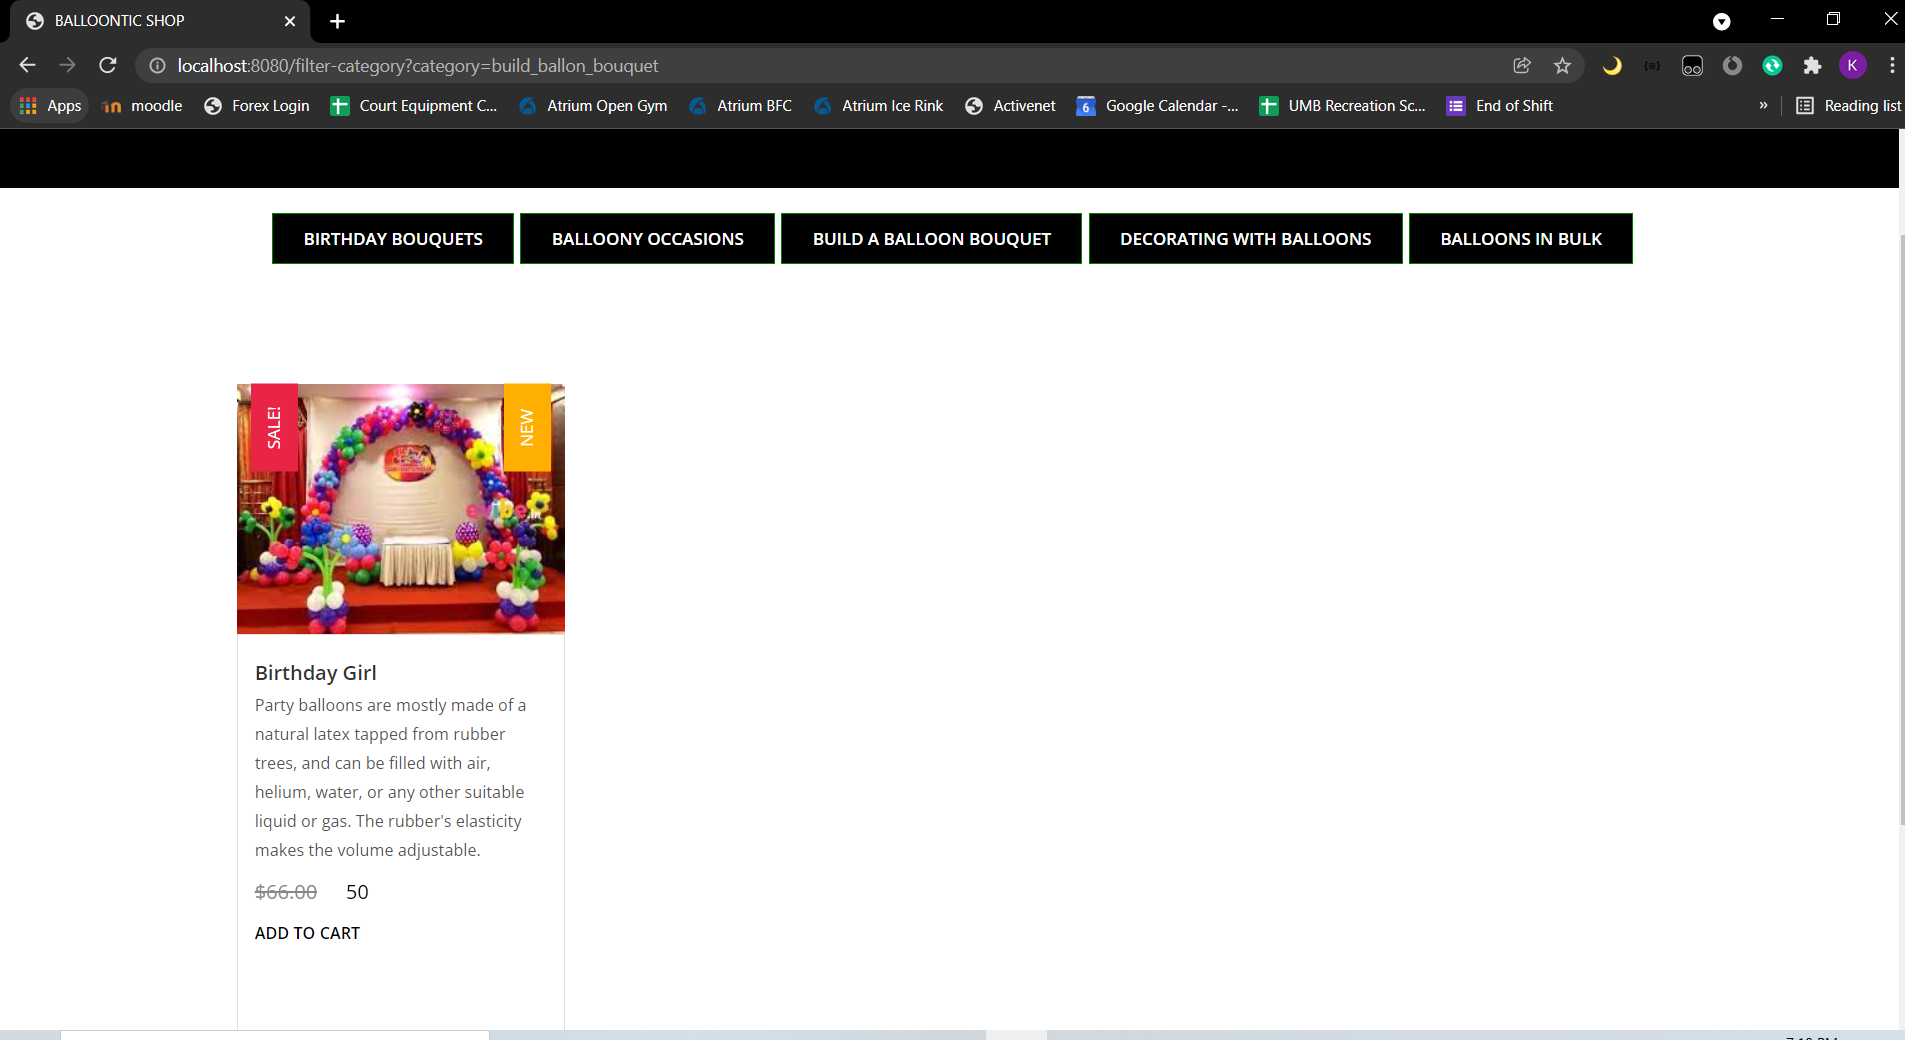 BALLOONTIC SHOP
localhost:8080/filter-category?category=build_ballon_bouquet
K
Apps
moodle
Forex Login
Court Equipment C...
Atrium Open Gym
Atrium BFC
Atrium Ice Rink
Activenet
6
Google Calendar -...
UMB Recreation Sc...
End of Shift
»
Reading list
BIRTHDAY BOUQUETS
BALLOONY OCCASIONS
BUILD A BALLOON BOUQUET
DECORATING WITH BALLOONS
BALLOONS IN BULK
SALE!
NEW
Birthday Girl
Party balloons are mostly made of a
natural latex tapped from rubber
trees, and can be filled with air,
helium, water, or any other suitable
liquid or gas. The rubber's elasticity
makes the volume adjustable.
$66.00 50
ADD TO CART